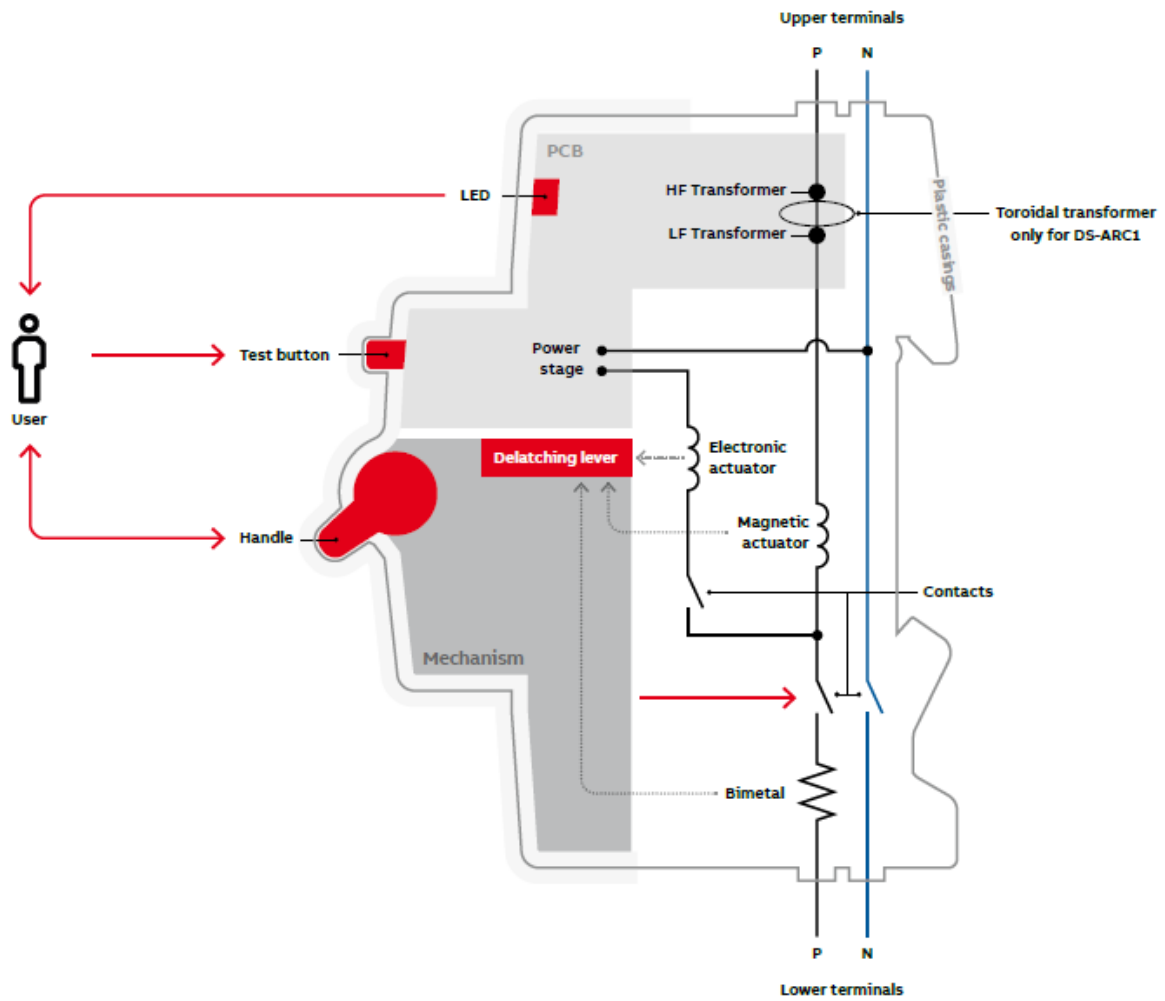 Upper terminals
P N
PCB
LED
HF Transformer
LF Transformer
Plastic casings
Toroidal transformer
only for DS-ARC1
Test button
Power
stage
User
Delatching lever
Electronic
actuator
Handle
Magnetic
actuator
Contacts
Mechanism
Bimetal
P N
Lower terminals